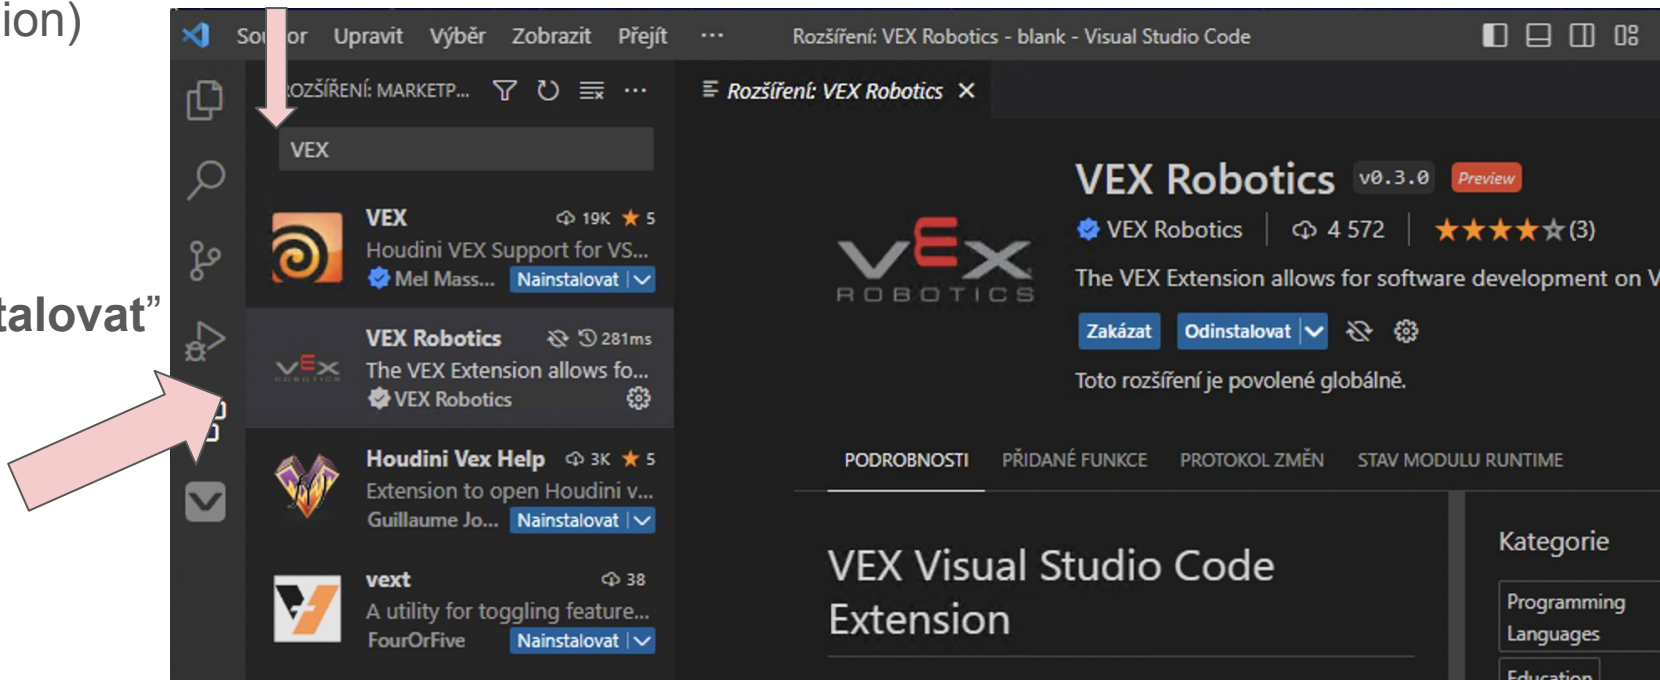 ion)
talovat"
Soubor Upravit Výběr Zobrazit Přejít ···
Rozšíření: VEX Robotics - blank - Visual Studio Code
ROZŠÍŘENÍ: MARKETP...
Rozšíření: VEX Robotics
VEX
VEX 19K ★ 5
Houdini VEX Support for VS...
Mel Mass... Nainstalovat
VEX Robotics 281ms
The VEX Extension allows fo...
VEX Robotics
Houdini Vex Help 3K ★ 5
Extension to open Houdini v...
Guillaume Jo... Nainstalovat
vext 38
A utility for toggling feature...
FourOrFive Nainstalovat
VEX
ROBOTICS
VEX Robotics v0.3.0 Preview
VEX Robotics | 4 572 | ★★★★☆(3)
The VEX Extension allows for software development on V
Zakázat Odinstalovat
Toto rozšíření je povolené globálně.
PODROBNOSTI PŘIDANÉ FUNKCE PROTOKOL ZMĚN STAV MODULU RUNTIME
VEX Visual Studio Code
Extension
Kategorie
Programming
Languages
Education